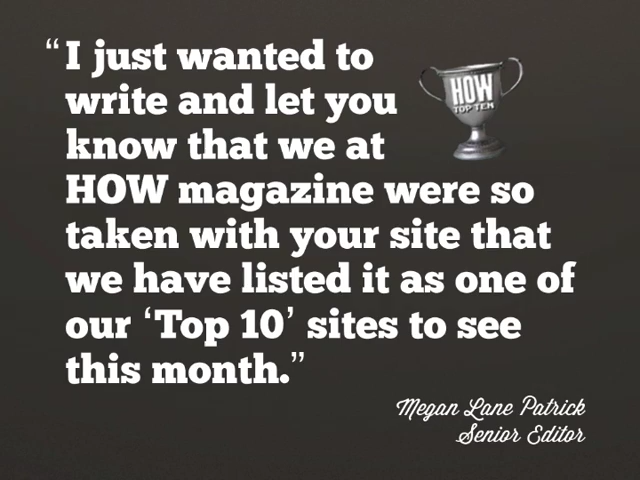 “I just wanted to
write and let you
know that we at
HOW magazine were so
taken with your site that
we have listed it as one of
our ‘Top 10’ sites to see
this month.”
HOW
TOP TEN
Megan Lane Patrick
Senior Editor